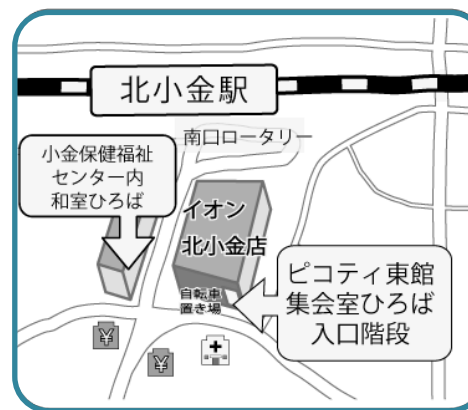 北小金駅
南口ロータリー
小金保健福祉
センター内
和室ひろば
イオン
北小金店
自転車
置き場
ピコティ東館
集会室ひろば
入口階段
¥
¥